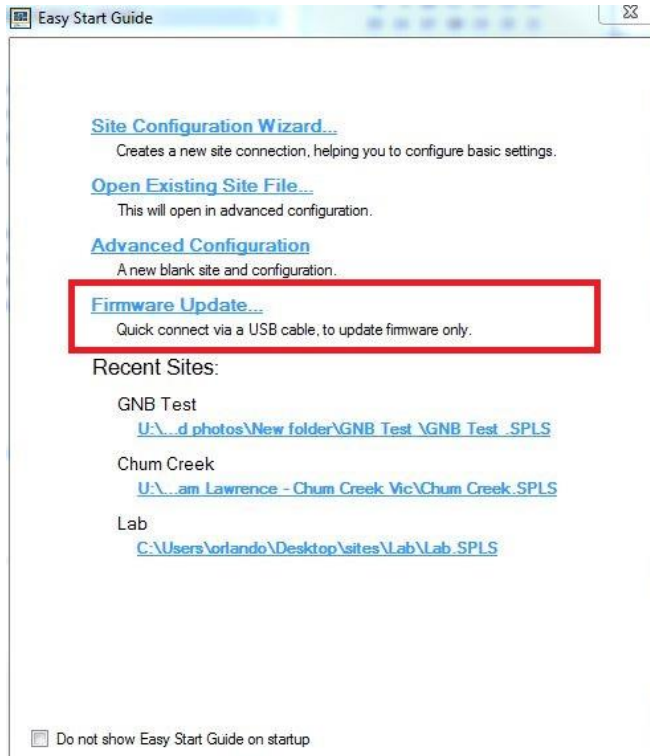 Easy Start Guide
Site Configuration Wizard...
Creates a new site connection, helping you to configure basic settings.
Open Existing Site File...
This will open in advanced configuration.
Advanced Configuration
A new blank site and configuration.
Firmware Update...
Quick connect via a USB cable, to update firmware only.
Recent Sites:
GNB Test
U:\...d photos\New folder\GNB Test \GNB Test .SPLS
Chum Creek
U:\...am Lawrence - Chum Creek Vic\Chum Creek.SPLS
Lab
C:\Users\orlando\Desktop\sites\Lab\Lab.SPLS
Do not show Easy Start Guide on startup